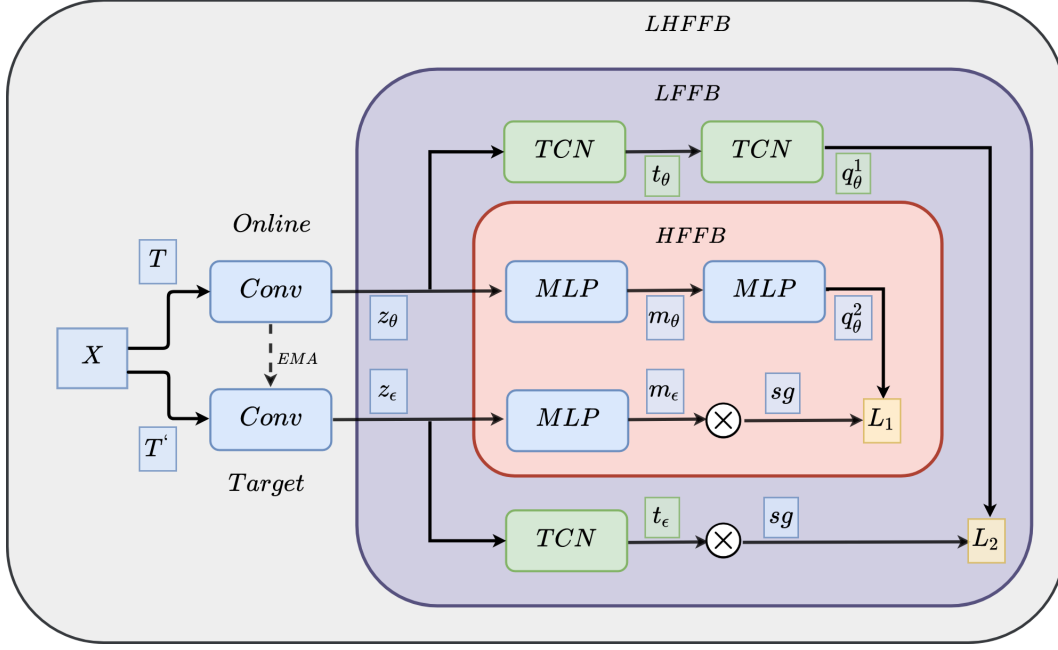 LHFFB
LFFB
TCN
TCN
t_θ
q_θ^1
HFFB
Online
T
Conv
MLP
MLP
z_θ
m_θ
q_θ^2
X
EMA
z_ϵ
m_ϵ
sg
Conv
MLP
L_1
T‘
Target
t_ϵ
sg
TCN
L_2